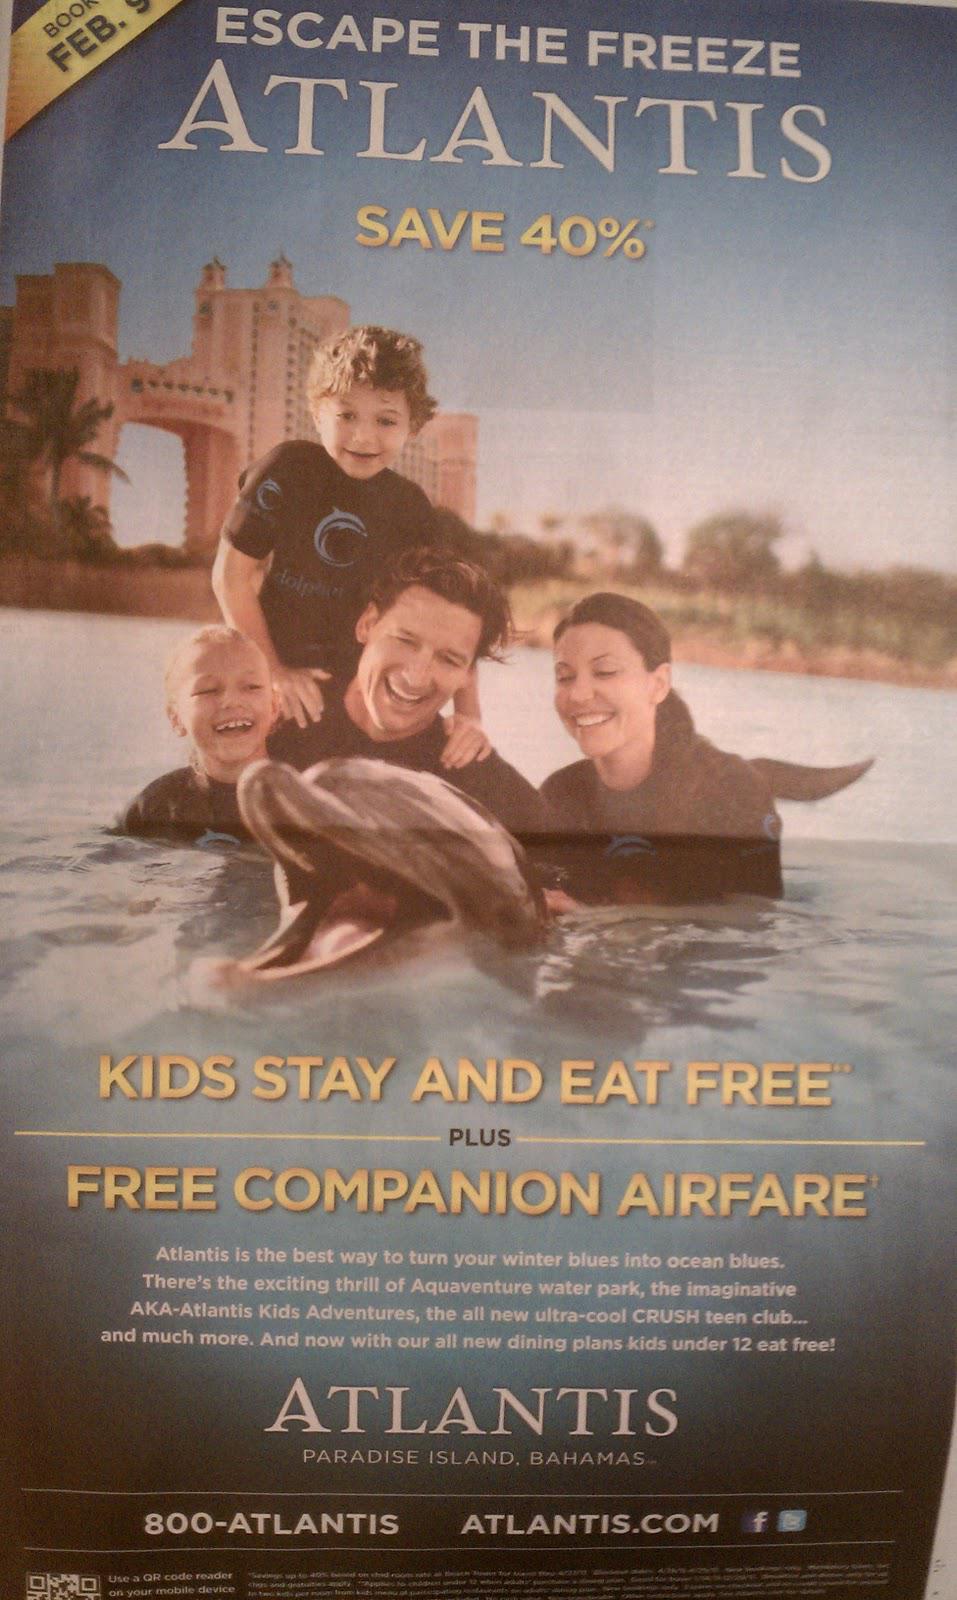 BOOK
FEB. 9
ESCAPE THE FREEZE
ATLANTIS
SAVE 40%*
dolphin
KIDS STAY AND EAT FREE**
PLUS
FREE COMPANION AIRFARE†
Atlantis is the best way to turn your winter blues into ocean blues.
There's the exciting thrill of Aquaventure water park, the imaginative
AKA-Atlantis Kids Adventures, the all new ultra-cool CRUSH teen club...
and much more. And now with our all new dining plans kids under 12 eat free!
ATLANTIS
PARADISE ISLAND, BAHAMAS
800-ATLANTIS ATLANTIS.COM f
Use a QR code reader
on your mobile device